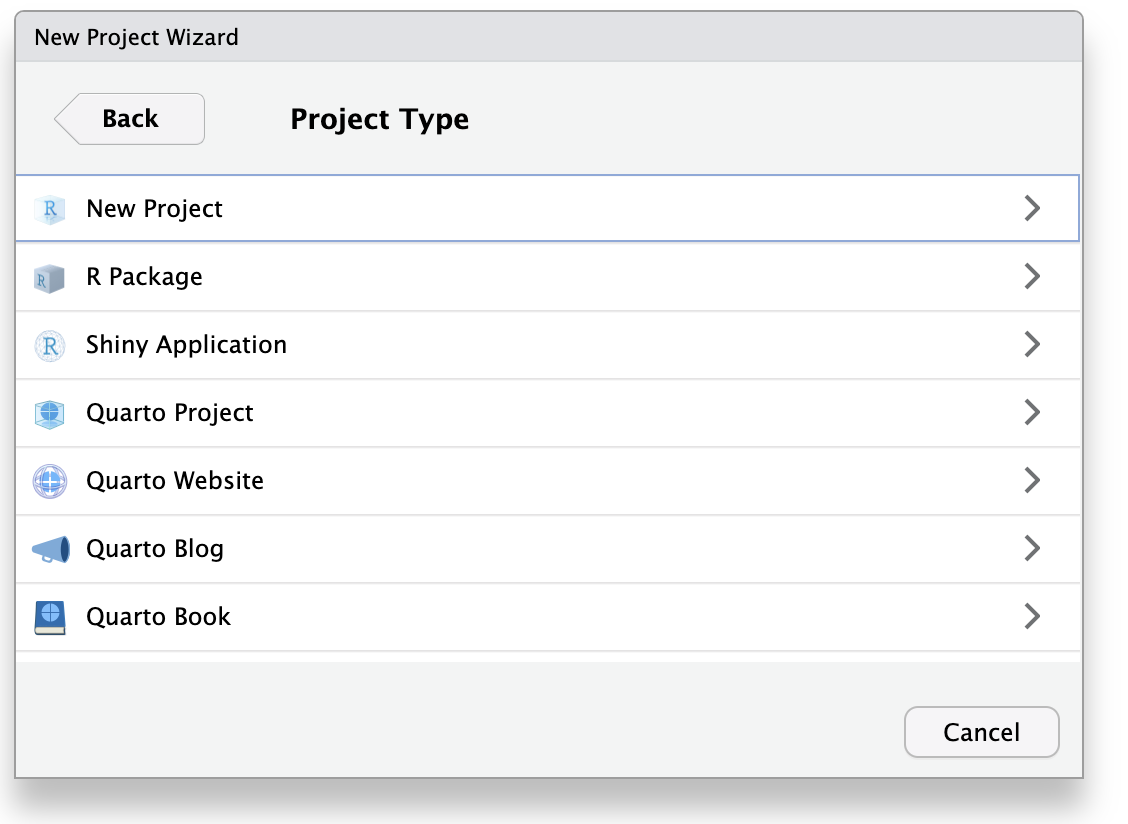 New Project Wizard
Back
Project Type
R New Project
R R Package
R Shiny Application
Quarto Project
Quarto Website
Quarto Blog
Quarto Book
Cancel